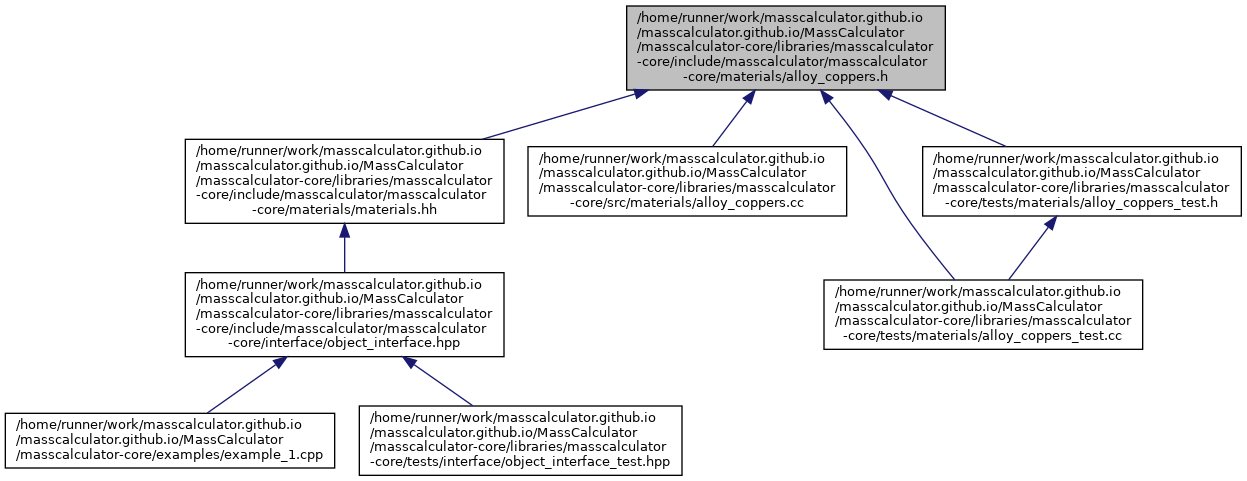 /home/runner/work/masscalculator.github.io
/masscalculator.github.io/MassCalculator
/masscalculator-core/libraries/masscalculator
-core/include/masscalculator/masscalculator
-core/materials/alloy_coppers.h
/home/runner/work/masscalculator.github.io
/masscalculator.github.io/MassCalculator
/masscalculator-core/libraries/masscalculator
-core/include/masscalculator/masscalculator
-core/materials/materials.hh
/home/runner/work/masscalculator.github.io
/masscalculator.github.io/MassCalculator
/masscalculator-core/libraries/masscalculator
-core/src/materials/alloy_coppers.cc
/home/runner/work/masscalculator.github.io
/masscalculator.github.io/MassCalculator
/masscalculator-core/libraries/masscalculator
-core/tests/materials/alloy_coppers_test.h
/home/runner/work/masscalculator.github.io
/masscalculator.github.io/MassCalculator
/masscalculator-core/libraries/masscalculator
-core/include/masscalculator/masscalculator
-core/interface/object_interface.hpp
/home/runner/work/masscalculator.github.io
/masscalculator.github.io/MassCalculator
/masscalculator-core/libraries/masscalculator
-core/tests/materials/alloy_coppers_test.cc
/home/runner/work/masscalculator.github.io
/masscalculator.github.io/MassCalculator
/masscalculator-core/examples/example_1.cpp
/home/runner/work/masscalculator.github.io
/masscalculator.github.io/MassCalculator
/masscalculator-core/libraries/masscalculator
-core/tests/interface/object_interface_test.hpp